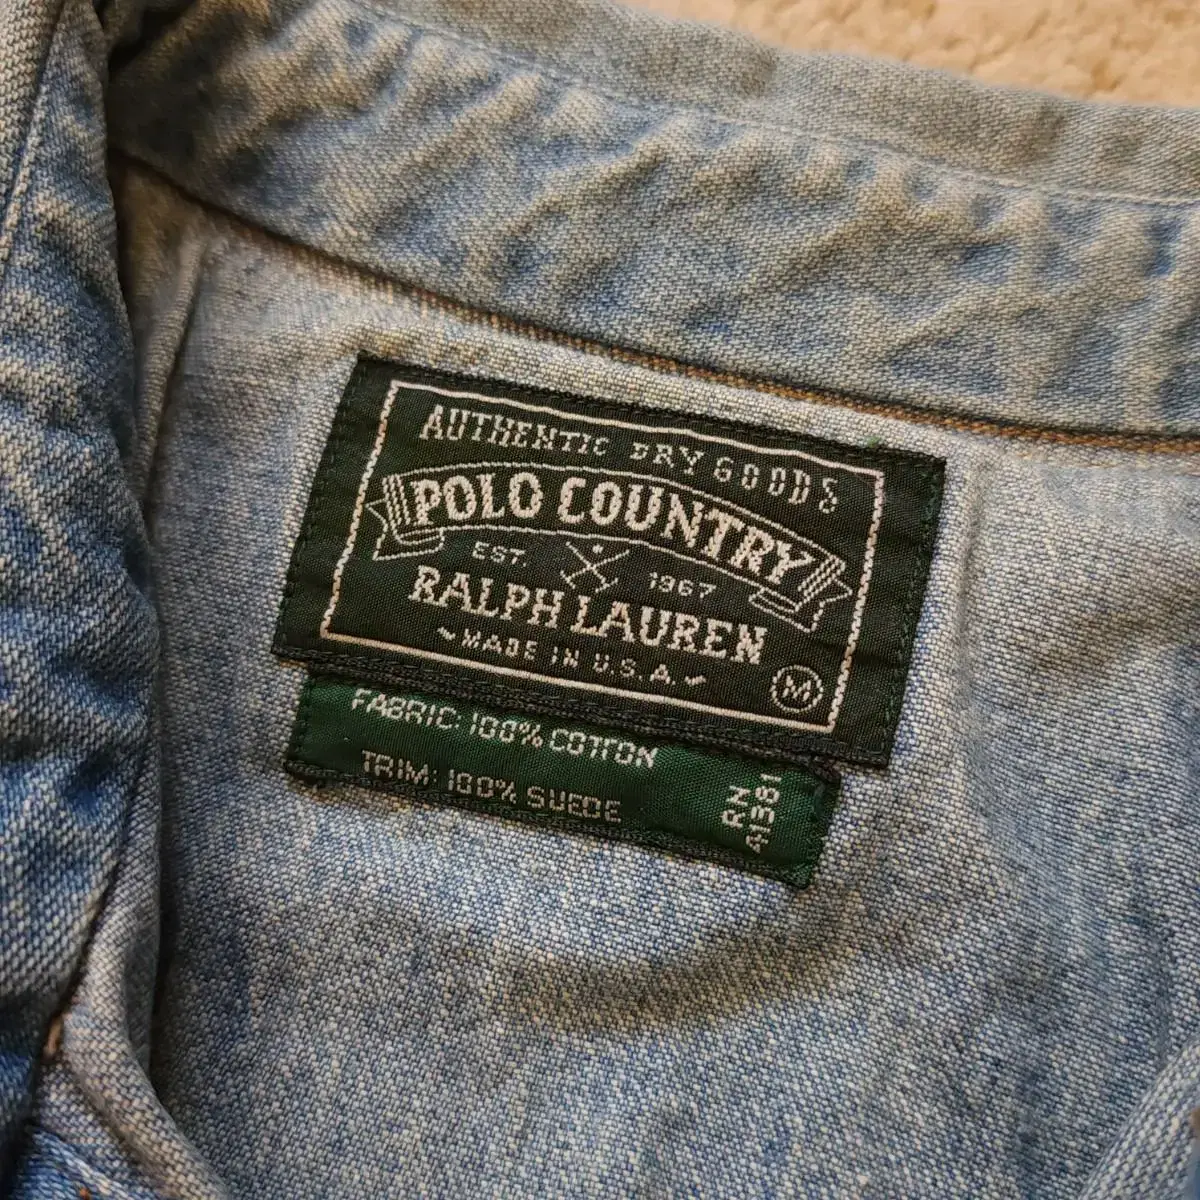 AUTHENTIC DRY GOODS
POLO COUNTRY
EST. 1967
RALPH LAUREN
MADE IN U.S.A.
M
FABRIC: 100% COTTON
TRIM: 100% SUEDE
RN
41381